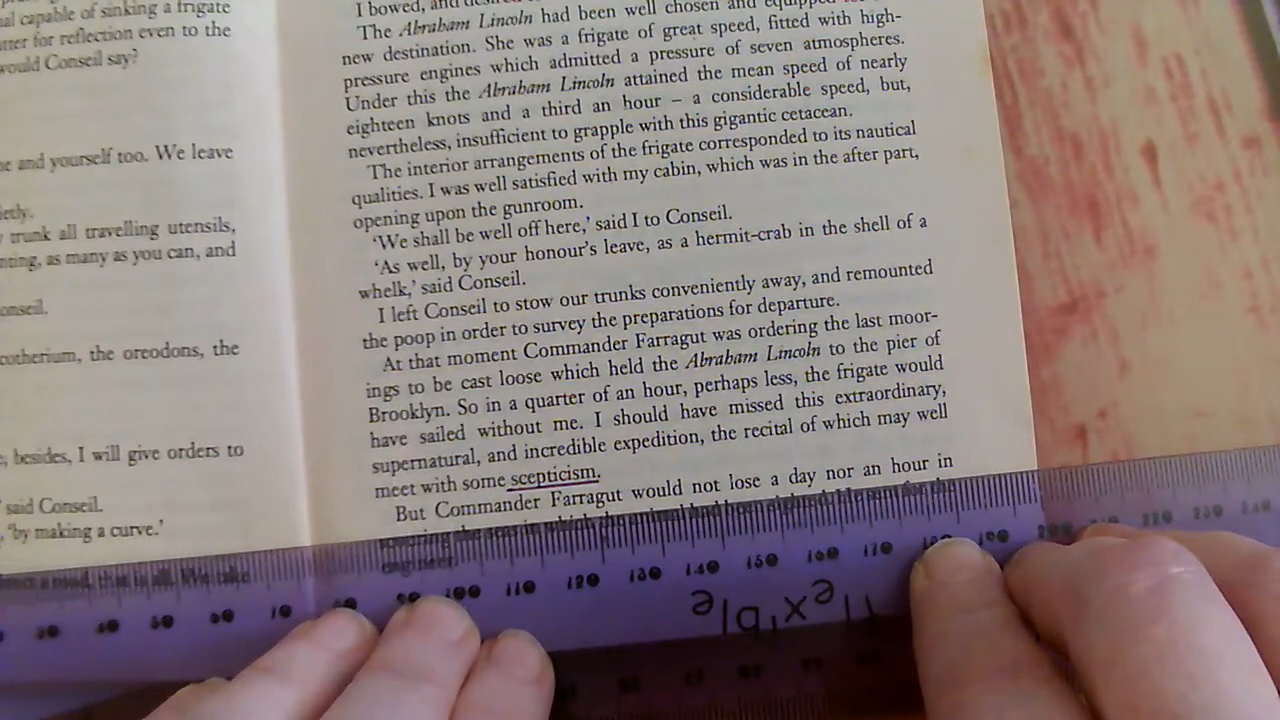 al capable of sinking a frigate
tter for reflection even to the
would Conseil say?
e and yourself too. We leave
trunk all travelling utensils,
as many as you can, and
the oreodons, the
besides, I will give orders to
said Conseil.
'by making a curve.'
that is all. We take
I bowed, and
The Abraham Lincoln had been well chosen and equipped
new destination. She was a frigate of great speed, fitted with high-
pressure engines which admitted a pressure of seven atmospheres.
Under this the Abraham Lincoln attained the mean speed of nearly
eighteen knots and a third an hour – a considerable speed, but,
nevertheless, insufficient to grapple with this gigantic cetacean.
The interior arrangements of the frigate corresponded to its nautical
qualities. I was well satisfied with my cabin, which was in the after part,
opening upon the gunroom.
'We shall be well off here,' said I to Conseil.
'As well, by your honour's leave, as a hermit-crab in the shell of a
whelk,' said Conseil.
I left Conseil to stow our trunks conveniently away, and remounted
the poop in order to survey the preparations for departure.
At that moment Commander Farragut was ordering the last moor-
ings to be cast loose which held the Abraham Lincoln to the pier of
Brooklyn. So in a quarter of an hour, perhaps less, the frigate would
have sailed without me. I should have missed this extraordinary,
supernatural, and incredible expedition, the recital of which may well
meet with some scepticism.
But Commander Farragut would not lose a day nor an hour in
engineer.
100 110 120 130 140 150 160 170 180 190 200
flexible